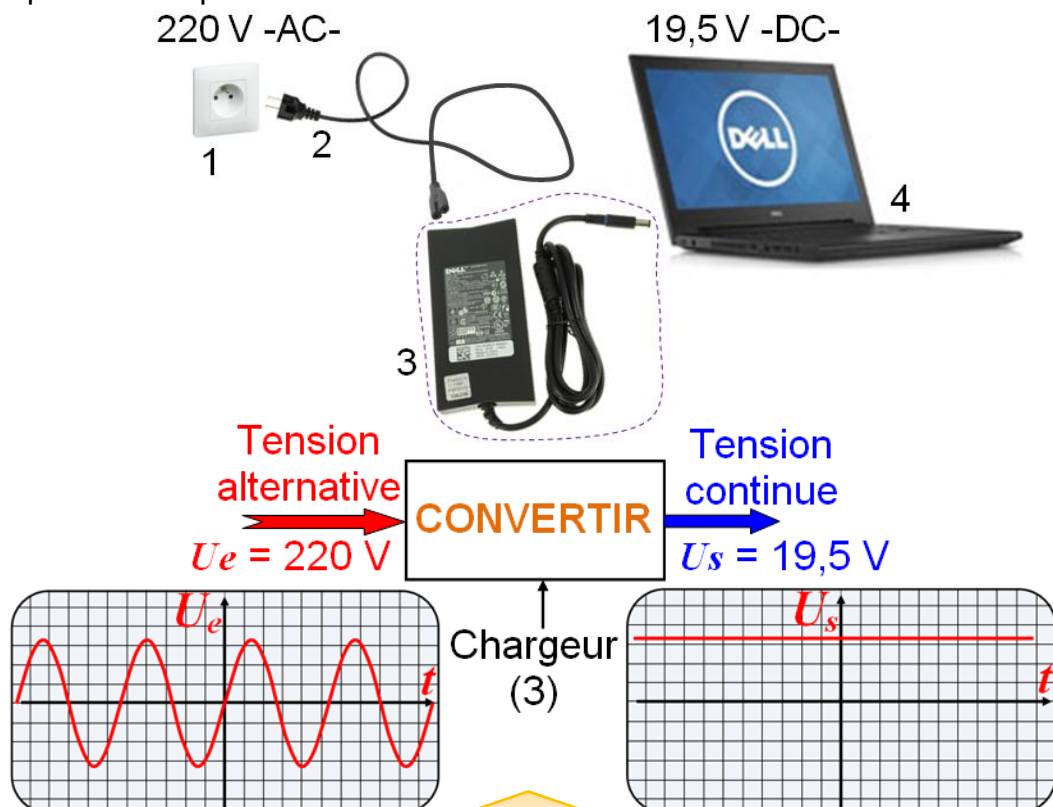 220 V -AC-
19,5 V -DC-
1
2
DELL
4
DELL
3
Tension
alternative
Ue = 220 V
CONVERTIR
Tension
continue
Us = 19,5 V
Ue
t
Chargeur
(3)
Us
t